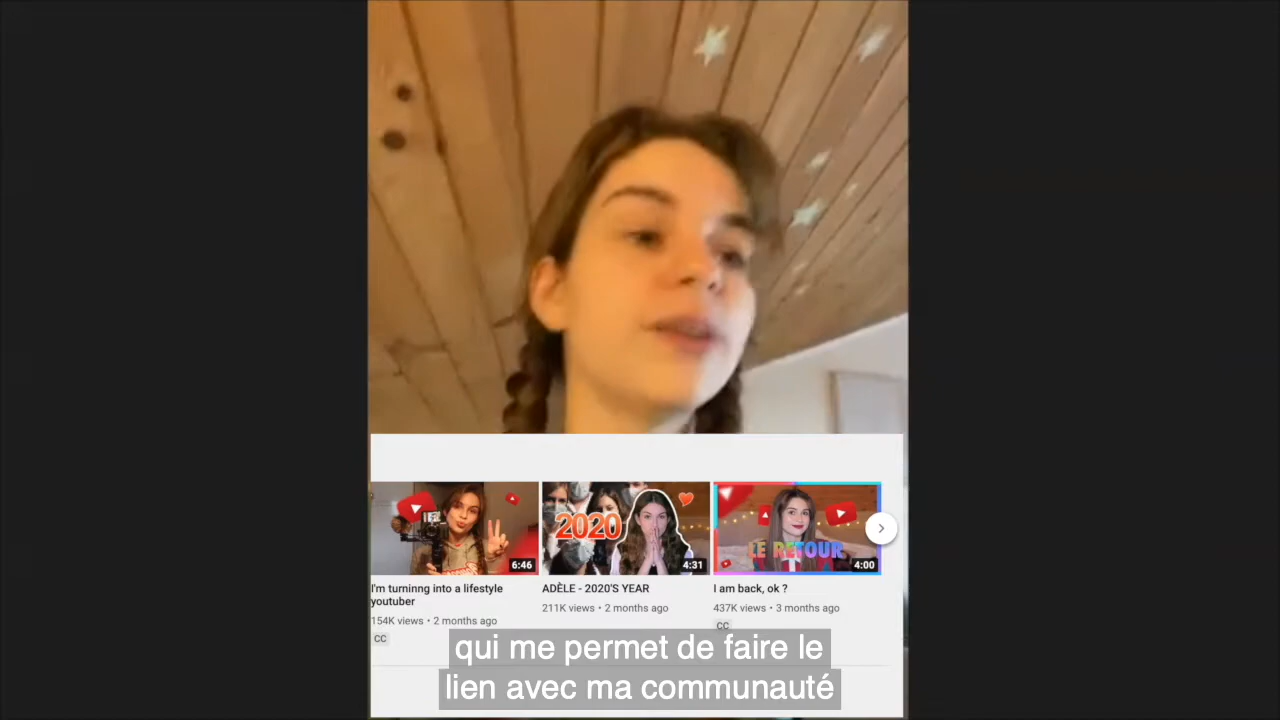 2020
LE RETOUR
6:46
4:31
4:00
I'm turninng into a lifestyle
youtuber
154K views • 2 months ago
CC
ADÈLE - 2020'S YEAR
211K views • 2 months ago
I am back, ok ?
437K views • 3 months ago
CC
qui me permet de faire le
lien avec ma communauté